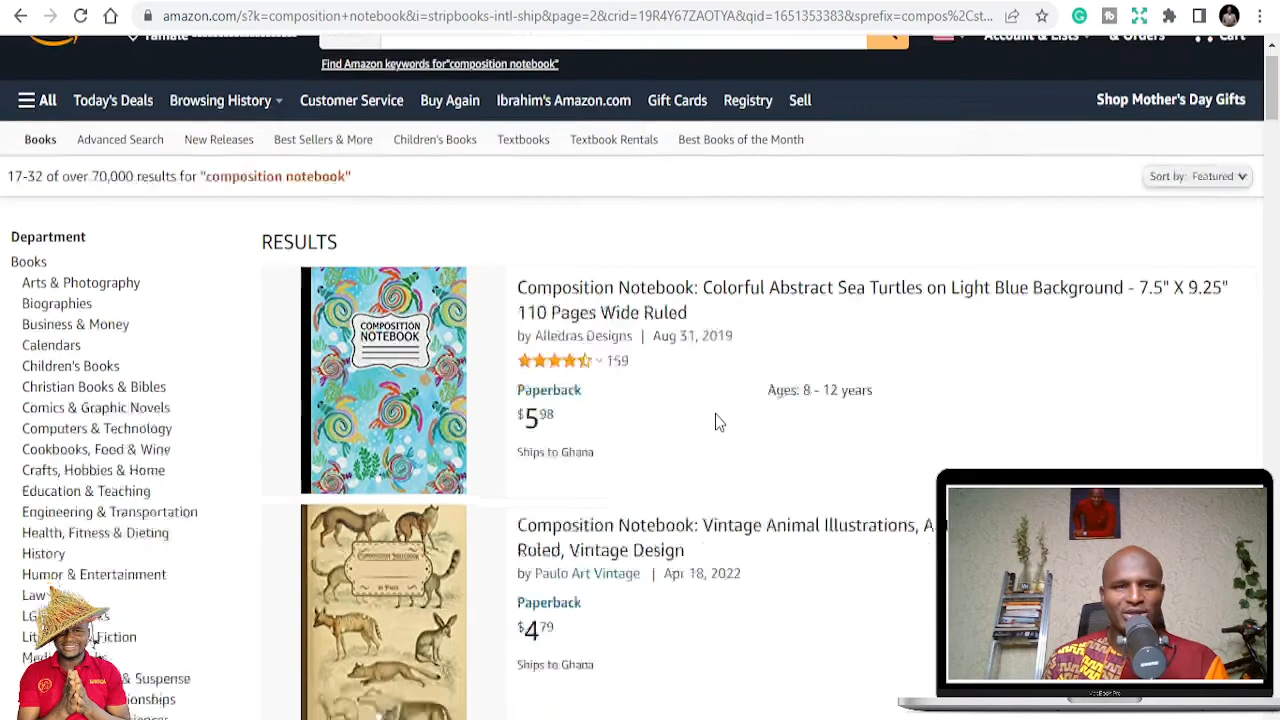 amazon.com/s?k=composition+notebook&i=stripbooks-intl-ship&page=2&crid=19R4Y67ZAOTYA&qid=1651353383&sprefix=compos%2Cst...
Tamale
Account & Lists
& Orders
Cart
Find Amazon keywords for"composition notebook"
All Today's Deals Browsing History Customer Service Buy Again Ibrahim's Amazon.com Gift Cards Registry Sell
Shop Mother's Day Gifts
Books Advanced Search New Releases Best Sellers & More Children's Books Textbooks Textbook Rentals Best Books of the Month
17-32 of over 70,000 results for "composition notebook"
Sort by: Featured
Department
Books
Arts & Photography
Biographies
Business & Money
Calendars
Children's Books
Christian Books & Bibles
Comics & Graphic Novels
Computers & Technology
Cookbooks, Food & Wine
Crafts, Hobbies & Home
Education & Teaching
Engineering & Transportation
Health, Fitness & Dieting
History
Humor & Entertainment
Law
& Suspense
RESULTS
COMPOSITION
NOTEBOOK
Composition Notebook: Colorful Abstract Sea Turtles on Light Blue Background - 7.5" X 9.25"
110 Pages Wide Ruled
by Alledras Designs | Aug 31, 2019
159
Paperback
Ages: 8 - 12 years
$598
Ships to Ghana
COMPOSITION NOTEBOOK
Composition Notebook: Vintage Animal Illustrations,
Roled, Vintage Design
by Paulo Art Vintage | Apr 18, 2022
Paperback
$479
Ships to Ghana
MacBook Pro